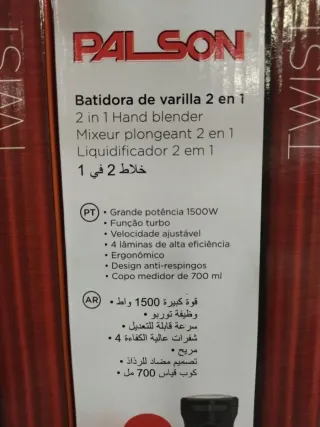 PALSON
TWIST
TWIST
Batidora de varilla 2 en 1
2 in 1 Hand blender
Mixeur plongeant 2 en 1
Liquidificador 2 em 1
خلاط 2 في 1
PT
• Grande potência 1500W
• Função turbo
• Velocidade ajustável
• 4 lâminas de alta eficiência
• Ergonômico
• Design anti-respingos
• Copo medidor de 700 ml
AR
• قوة كبيرة 1500 واط
• وظيفة توربو
• سرعة قابلة للتعديل
• شفرات عالية الكفاءة 4
• مريح
• تصميم مضاد للرذاذ
• كوب قياس 700 مل